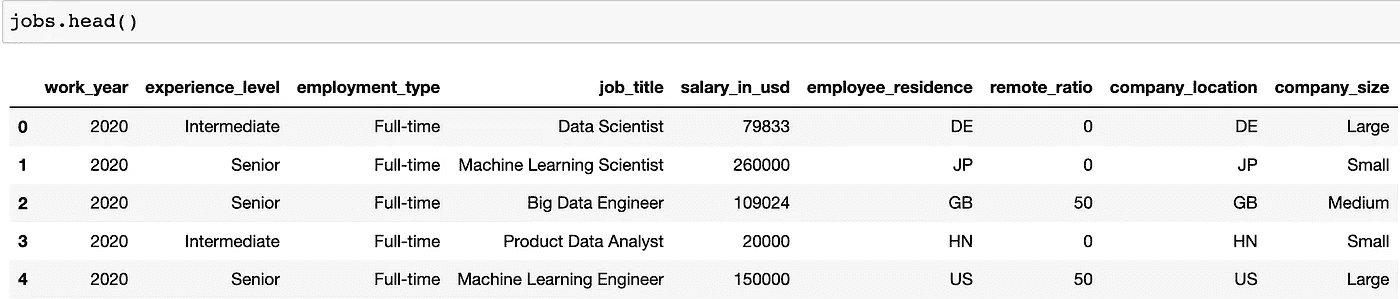 jobs.head()
work_year experience_level employment_type job_title salary_in_usd employee_residence remote_ratio company_location company_size
0 2020 Intermediate Full-time Data Scientist 79833 DE 0 DE Large
1 2020 Senior Full-time Machine Learning Scientist 260000 JP 0 JP Small
2 2020 Senior Full-time Big Data Engineer 109024 GB 50 GB Medium
3 2020 Intermediate Full-time Product Data Analyst 20000 HN 0 HN Small
4 2020 Senior Full-time Machine Learning Engineer 150000 US 50 US Large